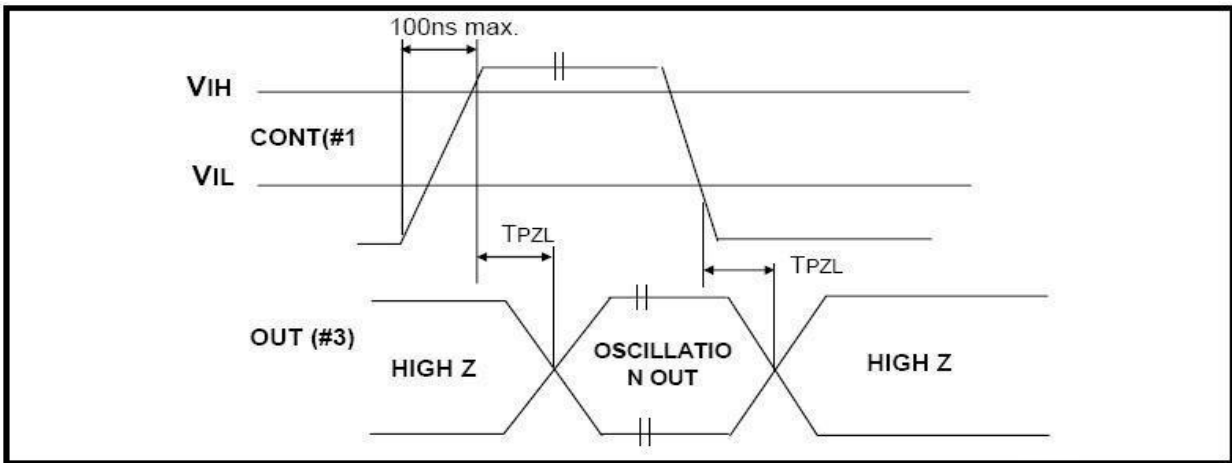 100ns max.
VIH
CONT(#1
VIL
TPZL
TPZL
OUT (#3)
HIGH Z
OSCILLATIO
N OUT
HIGH Z